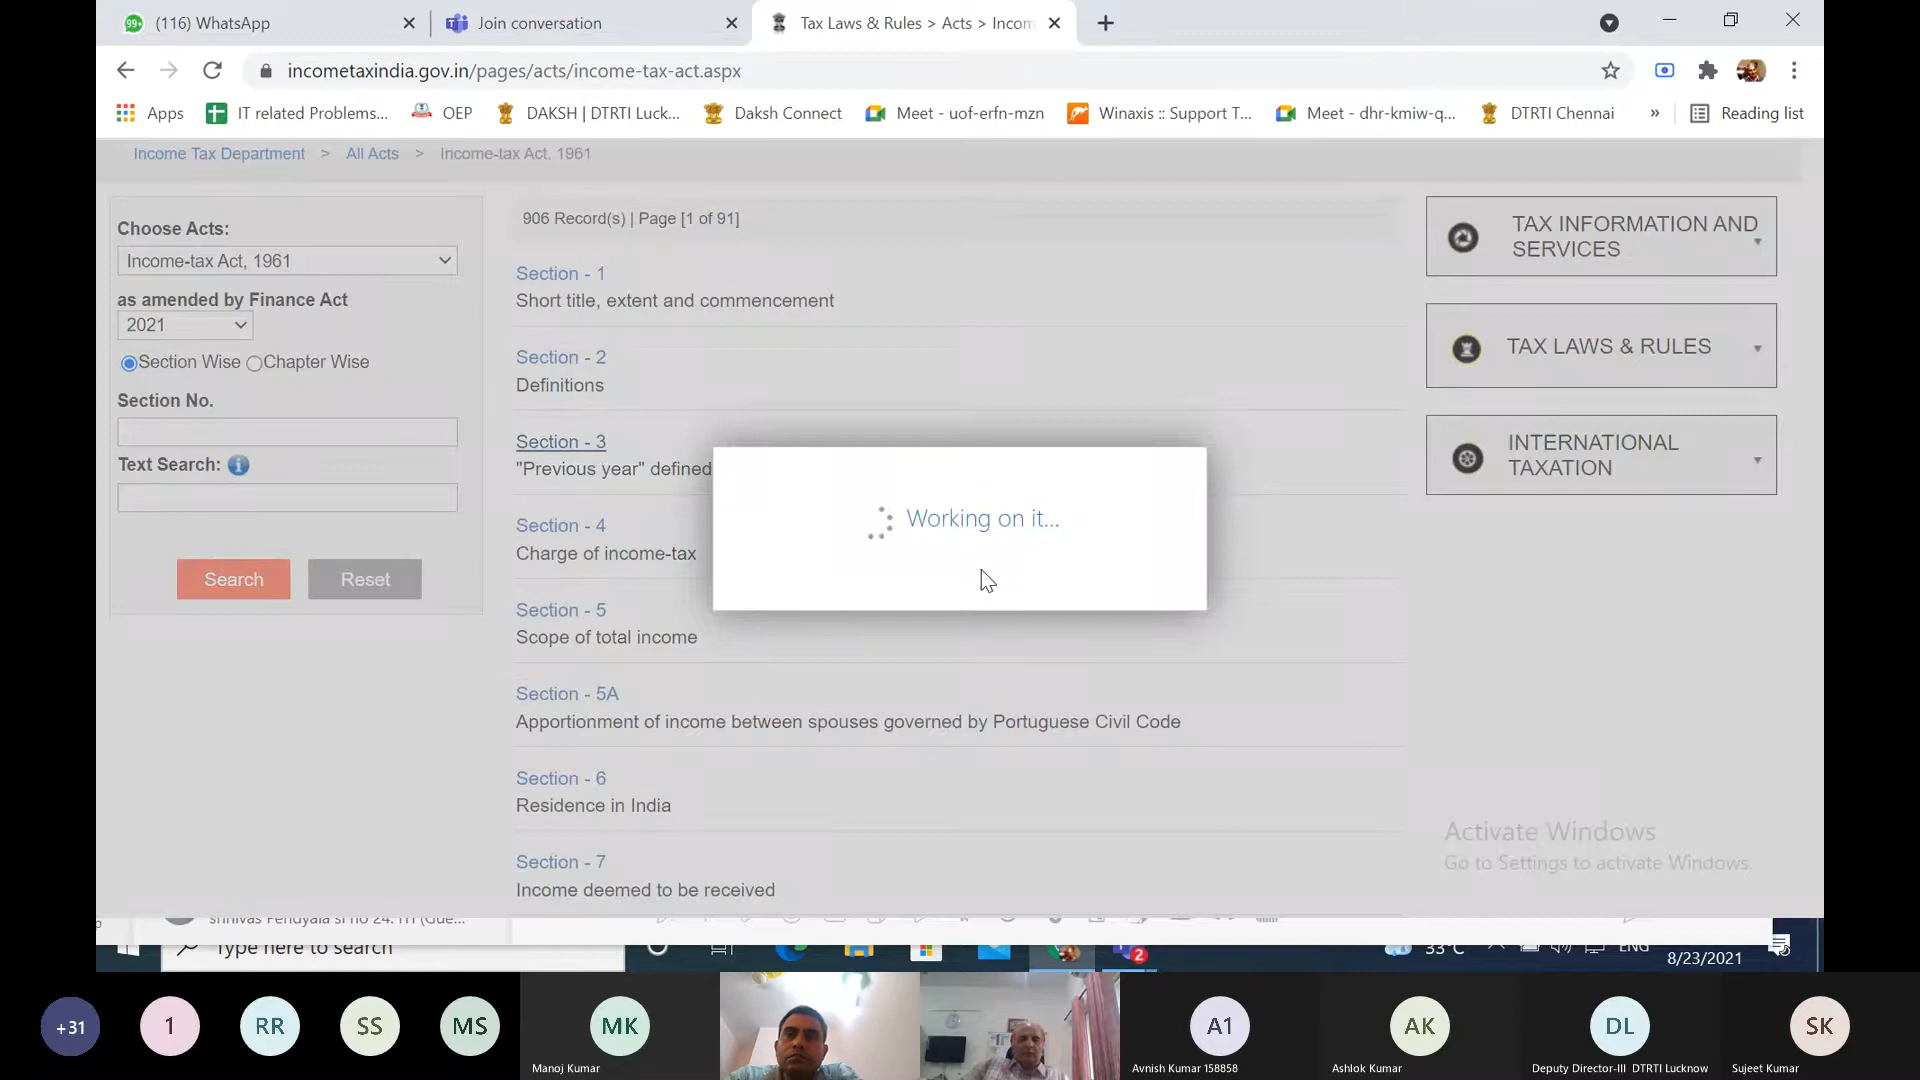 99+ (116) WhatsApp
Join conversation
Tax Laws & Rules > Acts > Incom
incometaxindia.gov.in/pages/acts/income-tax-act.aspx
Apps
IT related Problems...
OEP
DAKSH | DTRTI Luck...
Daksh Connect
Meet - uof-erfn-mzn
Winaxis :: Support T...
Meet - dhr-kmiw-q...
DTRTI Chennai
»
Reading list
Income Tax Department > All Acts > Income-tax Act, 1961
Choose Acts:
Income-tax Act, 1961
as amended by Finance Act
2021
Section Wise Chapter Wise
Section No.
Text Search:
Search
Reset
906 Record(s) | Page [1 of 91]
Section - 1
Short title, extent and commencement
Section - 2
Definitions
Section - 3
"Previous year" defined
Section - 4
Charge of income-tax
Section - 5
Scope of total income
Section - 5A
Apportionment of income between spouses governed by Portuguese Civil Code
Section - 6
Residence in India
Section - 7
Income deemed to be received
Working on it...
TAX INFORMATION AND
SERVICES
TAX LAWS & RULES
INTERNATIONAL
TAXATION
Activate Windows
Go to Settings to activate Windows.
Type here to search
2
33°C
ENG
8/23/2021
+31
1
RR
SS
MS
MK
Manoj Kumar
A1
Avnish Kumar 158858
AK
Ashlok Kumar
DL
Deputy Director-III DTRTI Lucknow
SK
Sujeet Kumar